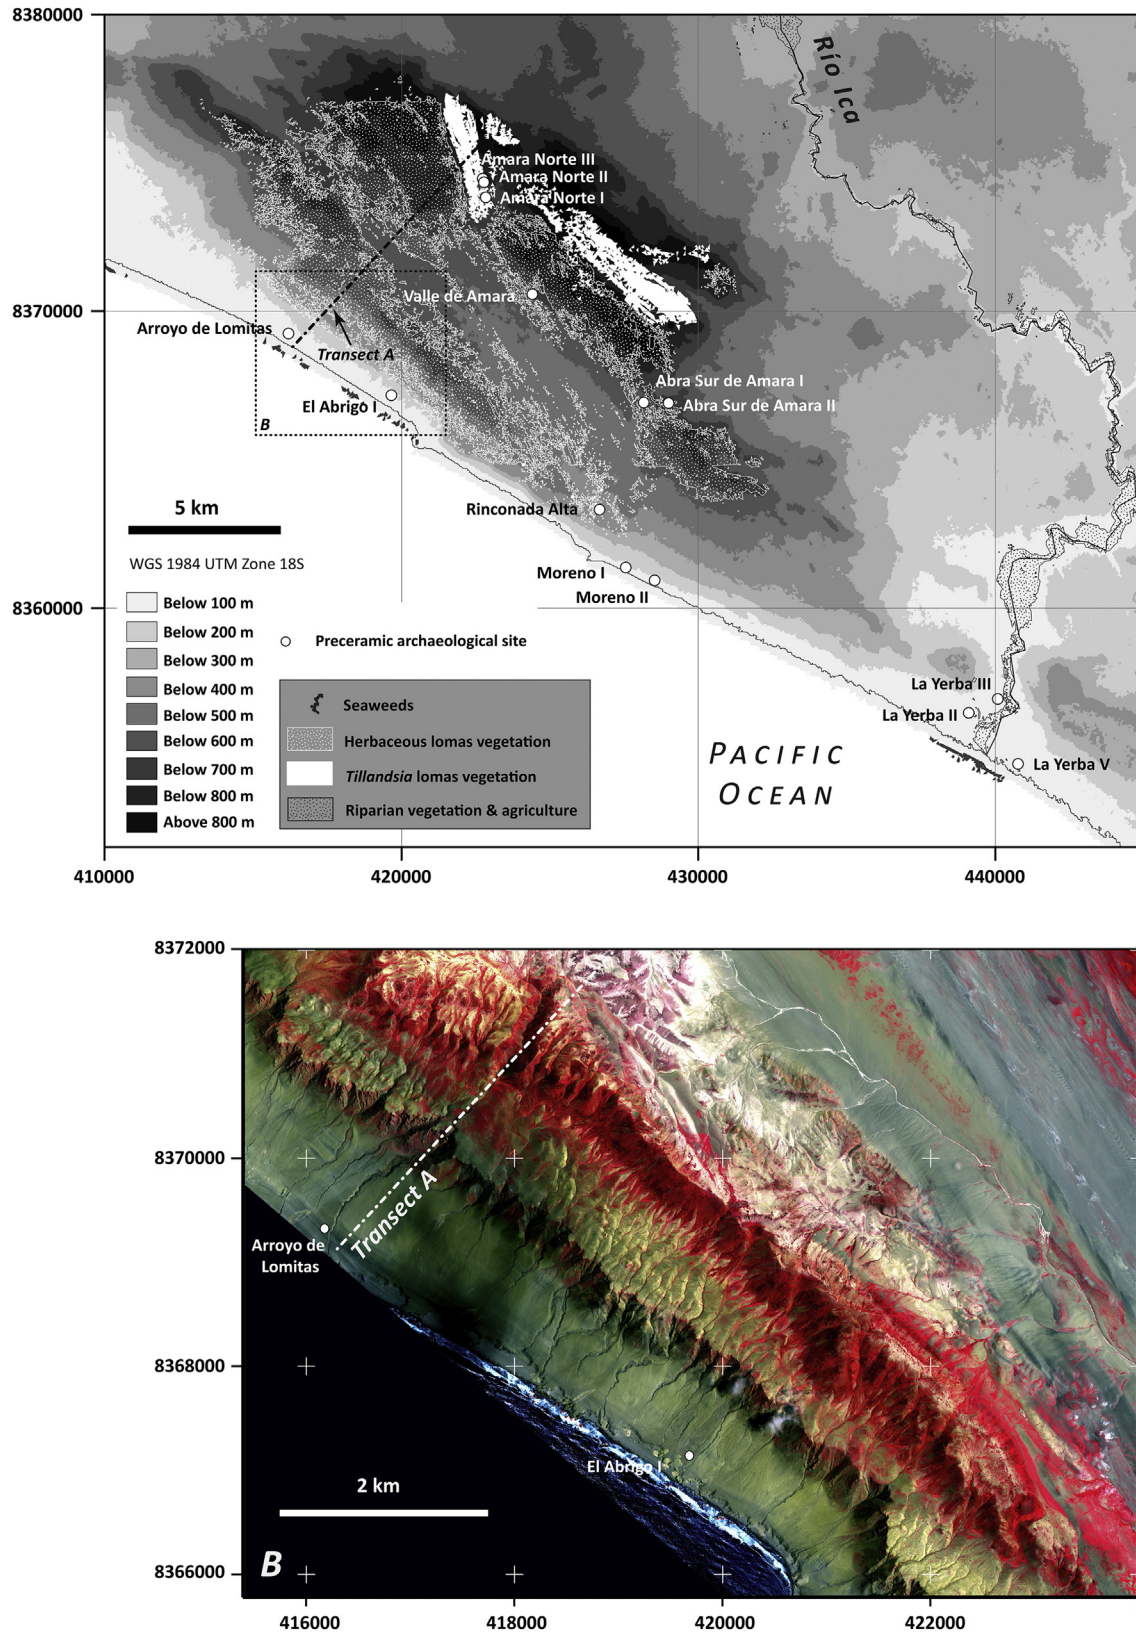 8380000
Río Ica
Amara Norte III
Amara Norte II
Amara Norte I
Valle de Amara
8370000
Arroyo de Lomitas
Transect A
Abra Sur de Amara I
El Abrigo I
Abra Sur de Amara II
B
5 km
Rinconada Alta
WGS 1984 UTM Zone 18S
Moreno I
Moreno II
8360000
Below 100 m
Below 200 m
Below 300 m
Below 400 m
Below 500 m
Below 600 m
Below 700 m
Below 800 m
Above 800 m
Preceramic archaeological site
Seaweeds
Herbaceous lomas vegetation
Tillandsia lomas vegetation
Riparian vegetation & agriculture
La Yerba III
La Yerba II
PACIFIC
OCEAN
La Yerba V
410000
420000
430000
440000
8372000
8370000
Transect A
Arroyo de
Lomitas
8368000
El Abrigo I
2 km
B
8366000
416000
418000
420000
422000